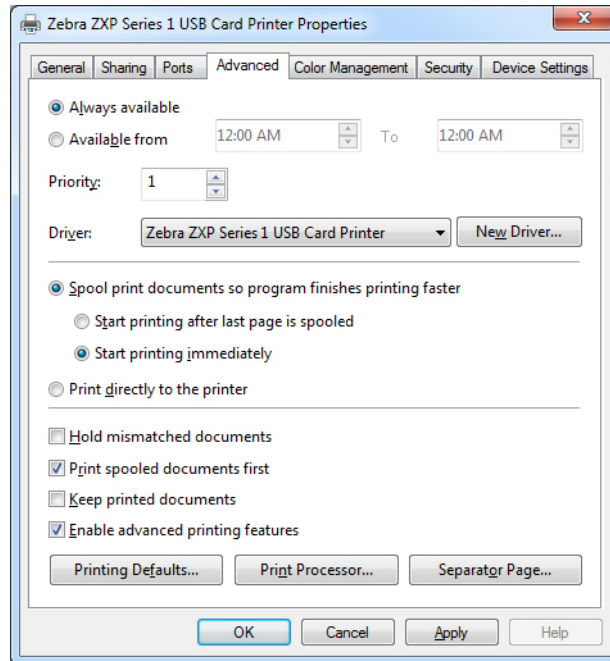 Zebra ZXP Series 1 USB Card Printer Properties
General Sharing Ports Advanced Color Management Security Device Settings
Always available
Available from 12:00 AM To 12:00 AM
Priority: 1
Driver: Zebra ZXP Series 1 USB Card Printer New Driver...
Spool print documents so program finishes printing faster
Start printing after last page is spooled
Start printing immediately
Print directly to the printer
Hold mismatched documents
Print spooled documents first
Keep printed documents
Enable advanced printing features
Printing Defaults... Print Processor... Separator Page...
OK Cancel Apply Help